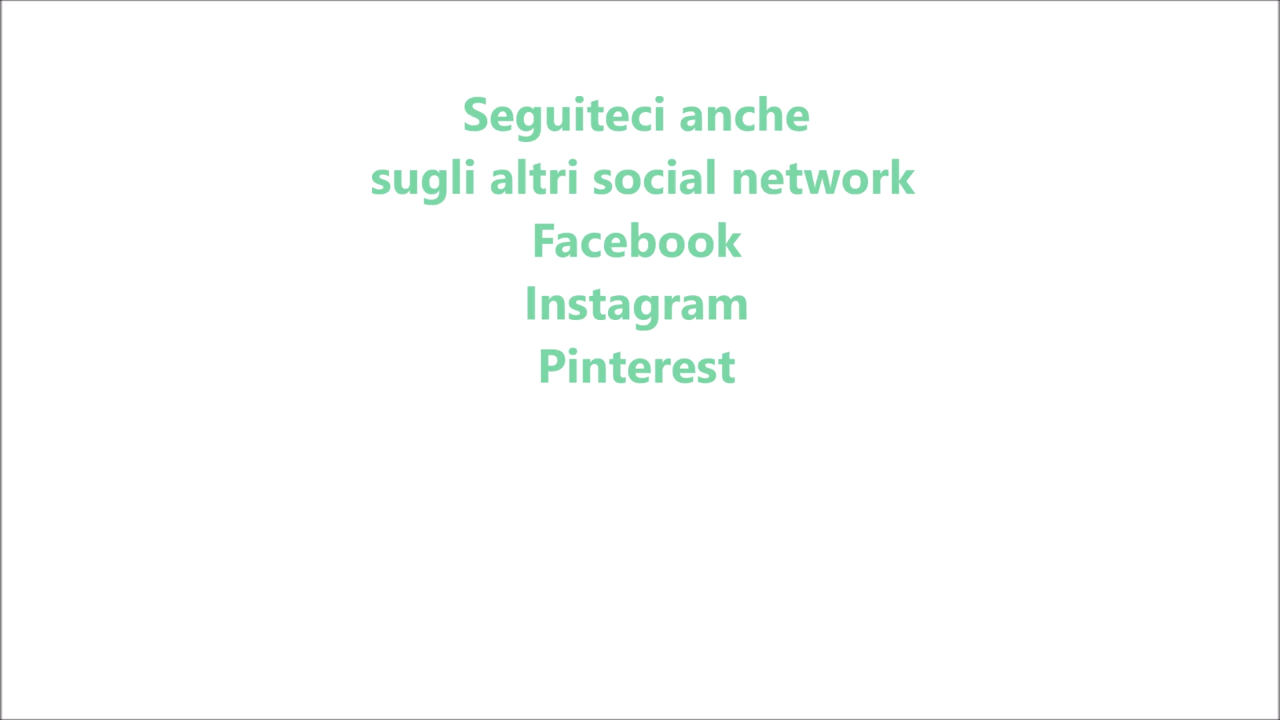 Seguiteci anche
sugli altri social network
Facebook
Instagram
Pinterest